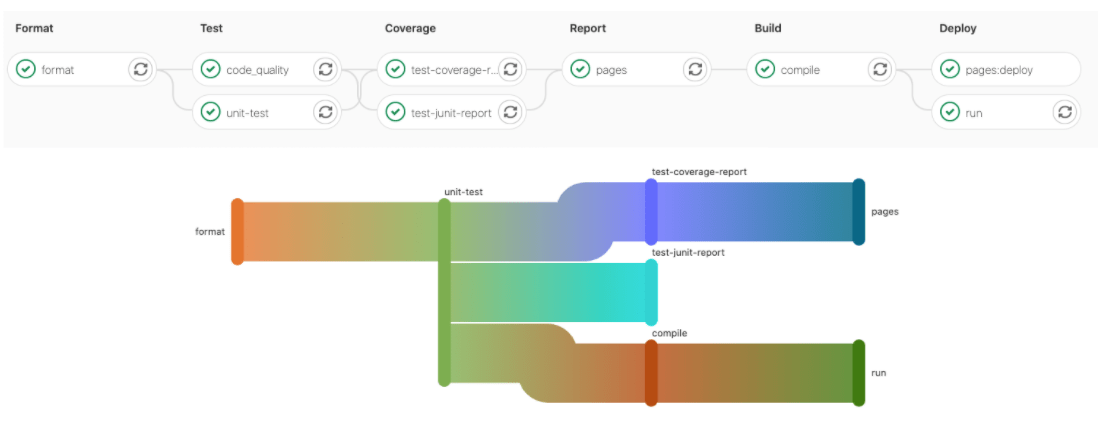 Format Test Coverage Report Build Deploy
format code_quality test-coverage-r... pages compile pages:deploy
unit-test test-junit-report run
test-coverage-report
unit-test
pages
format
test-junit-report
compile
run